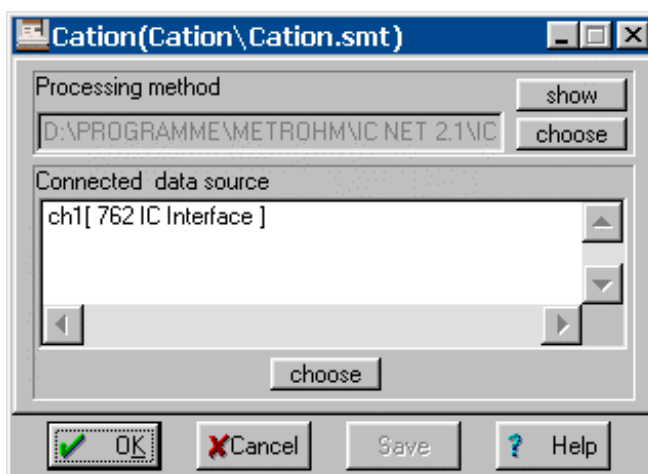 Cation(Cation\Cation.smt)
Processing method
show
D:\PROGRAMME\METROHM\IC NET 2.1\IC
choose
Connected data source
ch1[ 762 IC Interface ]
choose
OK
Cancel
Save
? Help